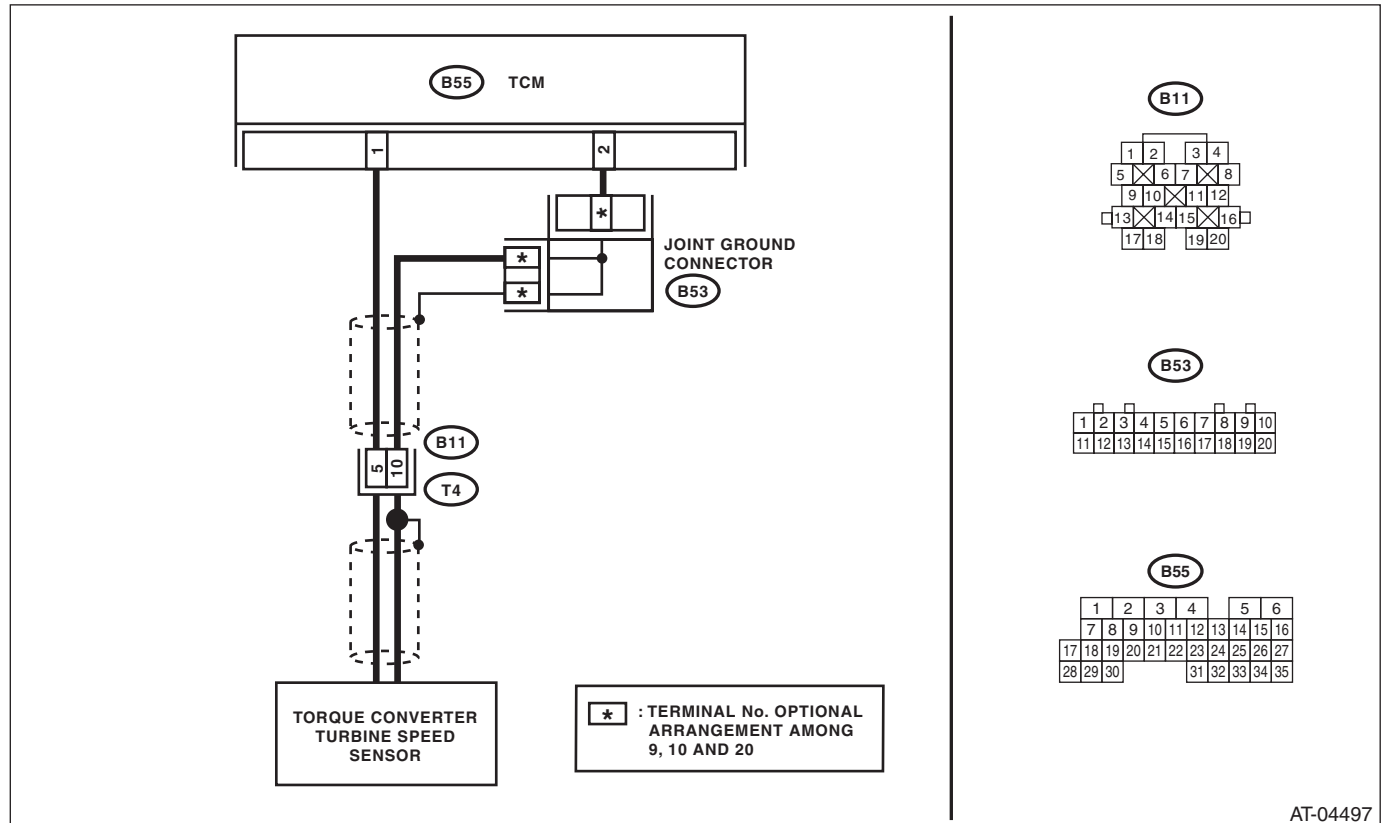 B55 TCM
1
2
*
JOINT GROUND
CONNECTOR
*
*
B53
B11
5 10
T4
TORQUE CONVERTER
TURBINE SPEED
SENSOR
* : TERMINAL No. OPTIONAL
ARRANGEMENT AMONG
9, 10 AND 20
B11
1 2 3 4
5 6 7 8
9 10 11 12
13 14 15 16
17 18 19 20
B53
1 2 3 4 5 6 7 8 9 10
11 12 13 14 15 16 17 18 19 20
B55
1 2 3 4 5 6
7 8 9 10 11 12 13 14 15 16
17 18 19 20 21 22 23 24 25 26 27
28 29 30 31 32 33 34 35
AT-04497